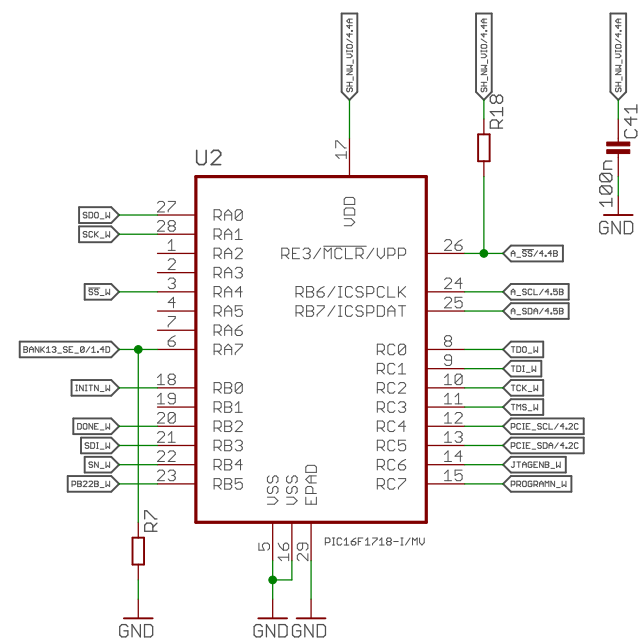 SH_NW_VIO/4.4A
SH_NW_VIO/4.4A
SH_NW_VIO/4.4A
R18
C41
100n
GND
U2
17
VDD
SDO_W
27
RA0
SCK_W
28
RA1
1
RA2
RE3/MCLR/VPP
26
A_SS/4.4B
2
RA3
SS_W
3
RA4
RB6/ICSPCLK
24
A_SCL/4.5B
4
RA5
RB7/ICSPDAT
25
A_SDA/4.5B
7
RA6
BANK13_SE_0/1.4D
6
RA7
RC0
8
TDO_W
RC1
9
TDI_W
INITN_W
18
RB0
RC2
10
TCK_W
19
RB1
RC3
11
TMS_W
DONE_W
20
RB2
RC4
12
PCIE_SCL/4.2C
SDI_W
21
RB3
RC5
13
PCIE_SDA/4.2C
SN_W
22
RB4
RC6
14
JTAGENB_W
PB22B_W
23
RB5
RC7
15
PROGRAMN_W
VSS
VSS
EPAD
R7
5
16
29
PIC16F1718-I/MV
GND
GND
GND